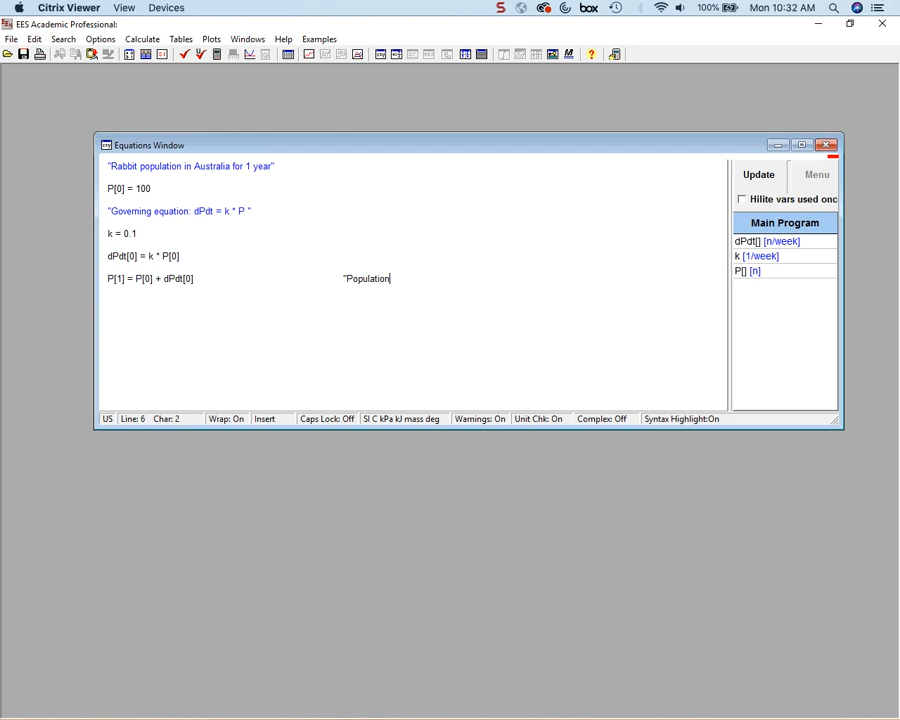 Citrix Viewer View Devices box 100% Mon 10:32 AM
EES Academic Professional:
File Edit Search Options Calculate Tables Plots Windows Help Examples
Equations Window
"Rabbit population in Australia for 1 year"
P[0] = 100
"Governing equation: dPdt = k * P "
k = 0.1
dPdt[0] = k * P[0]
P[1] = P[0] + dPdt[0] "Population
Update Menu
Hilite vars used onc
Main Program
dPdt[] [n/week]
k [1/week]
P[] [n]
US Line: 6 Char: 2 Wrap: On Insert Caps Lock: Off SI C kPa kJ mass deg Warnings: On Unit Chk: On Complex: Off Syntax Highlight:On